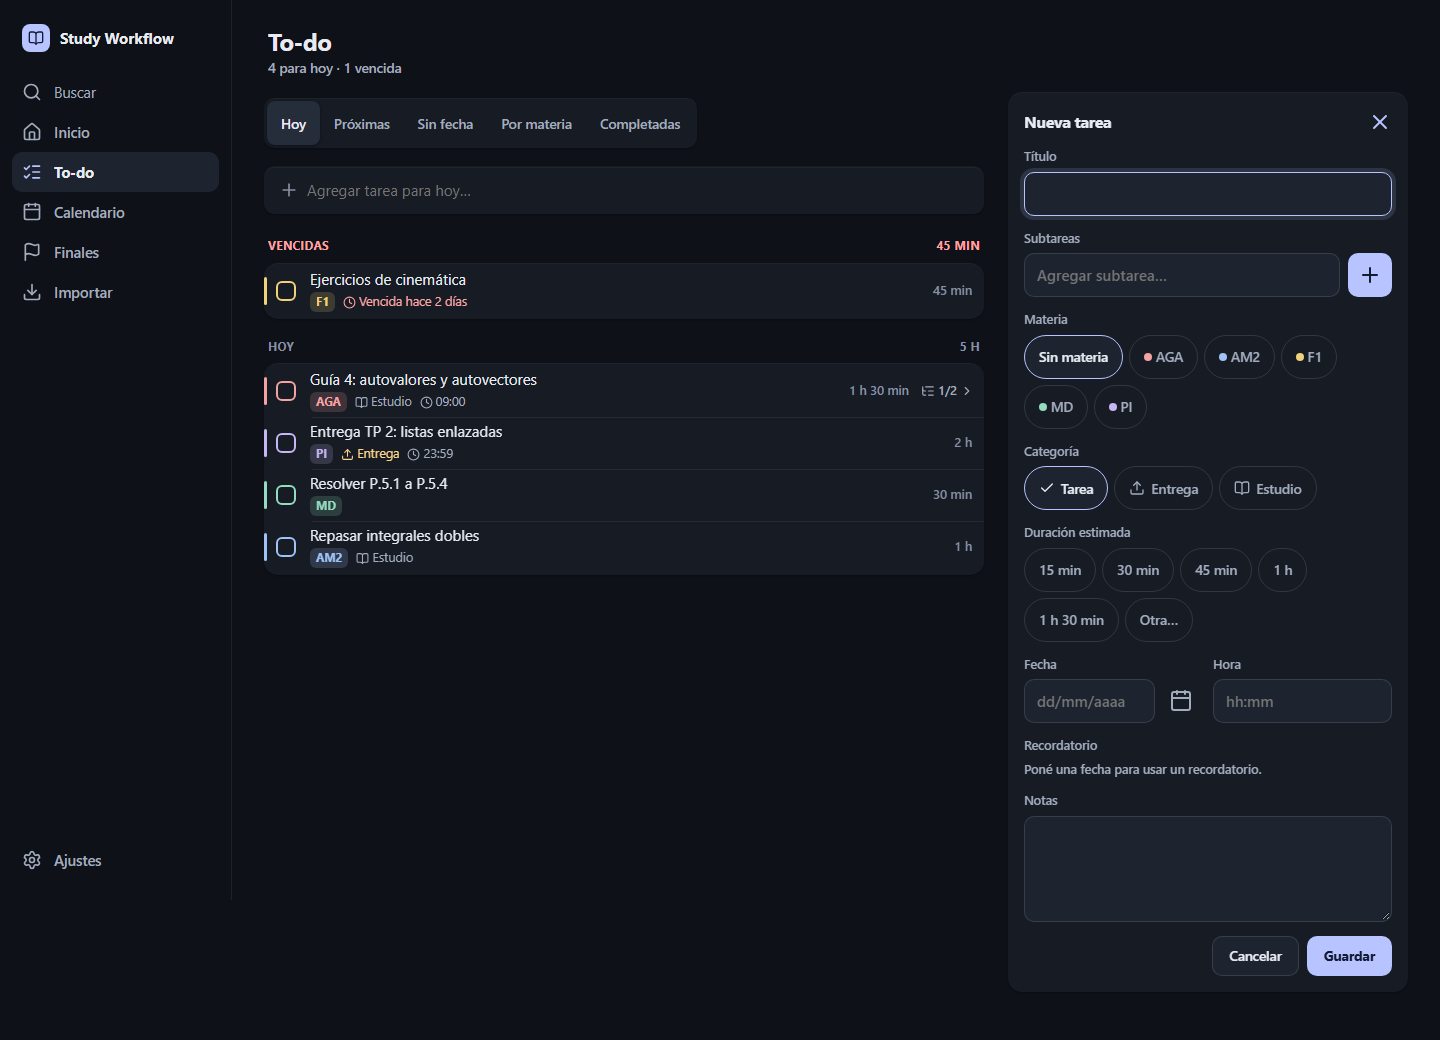 Study Workflow
Buscar
Inicio
To-do
Calendario
Finales
Importar
Ajustes
To-do
4 para hoy · 1 vencida
Hoy
Próximas
Sin fecha
Por materia
Completadas
Agregar tarea para hoy...
VENCIDAS
45 MIN
Ejercicios de cinemática
F1
Vencida hace 2 días
45 min
HOY
5 H
Guía 4: autovalores y autovectores
AGA
Estudio
09:00
1 h 30 min
1/2
Entrega TP 2: listas enlazadas
PI
Entrega
23:59
2 h
Resolver P.5.1 a P.5.4
MD
30 min
Repasar integrales dobles
AM2
Estudio
1 h
Nueva tarea
Título
Subtareas
Agregar subtarea...
Materia
Sin materia
AGA
AM2
F1
MD
PI
Categoría
Tarea
Entrega
Estudio
Duración estimada
15 min
30 min
45 min
1 h
1 h 30 min
Otra...
Fecha
Hora
dd/mm/aaaa
hh:mm
Recordatorio
Poné una fecha para usar un recordatorio.
Notas
Cancelar
Guardar